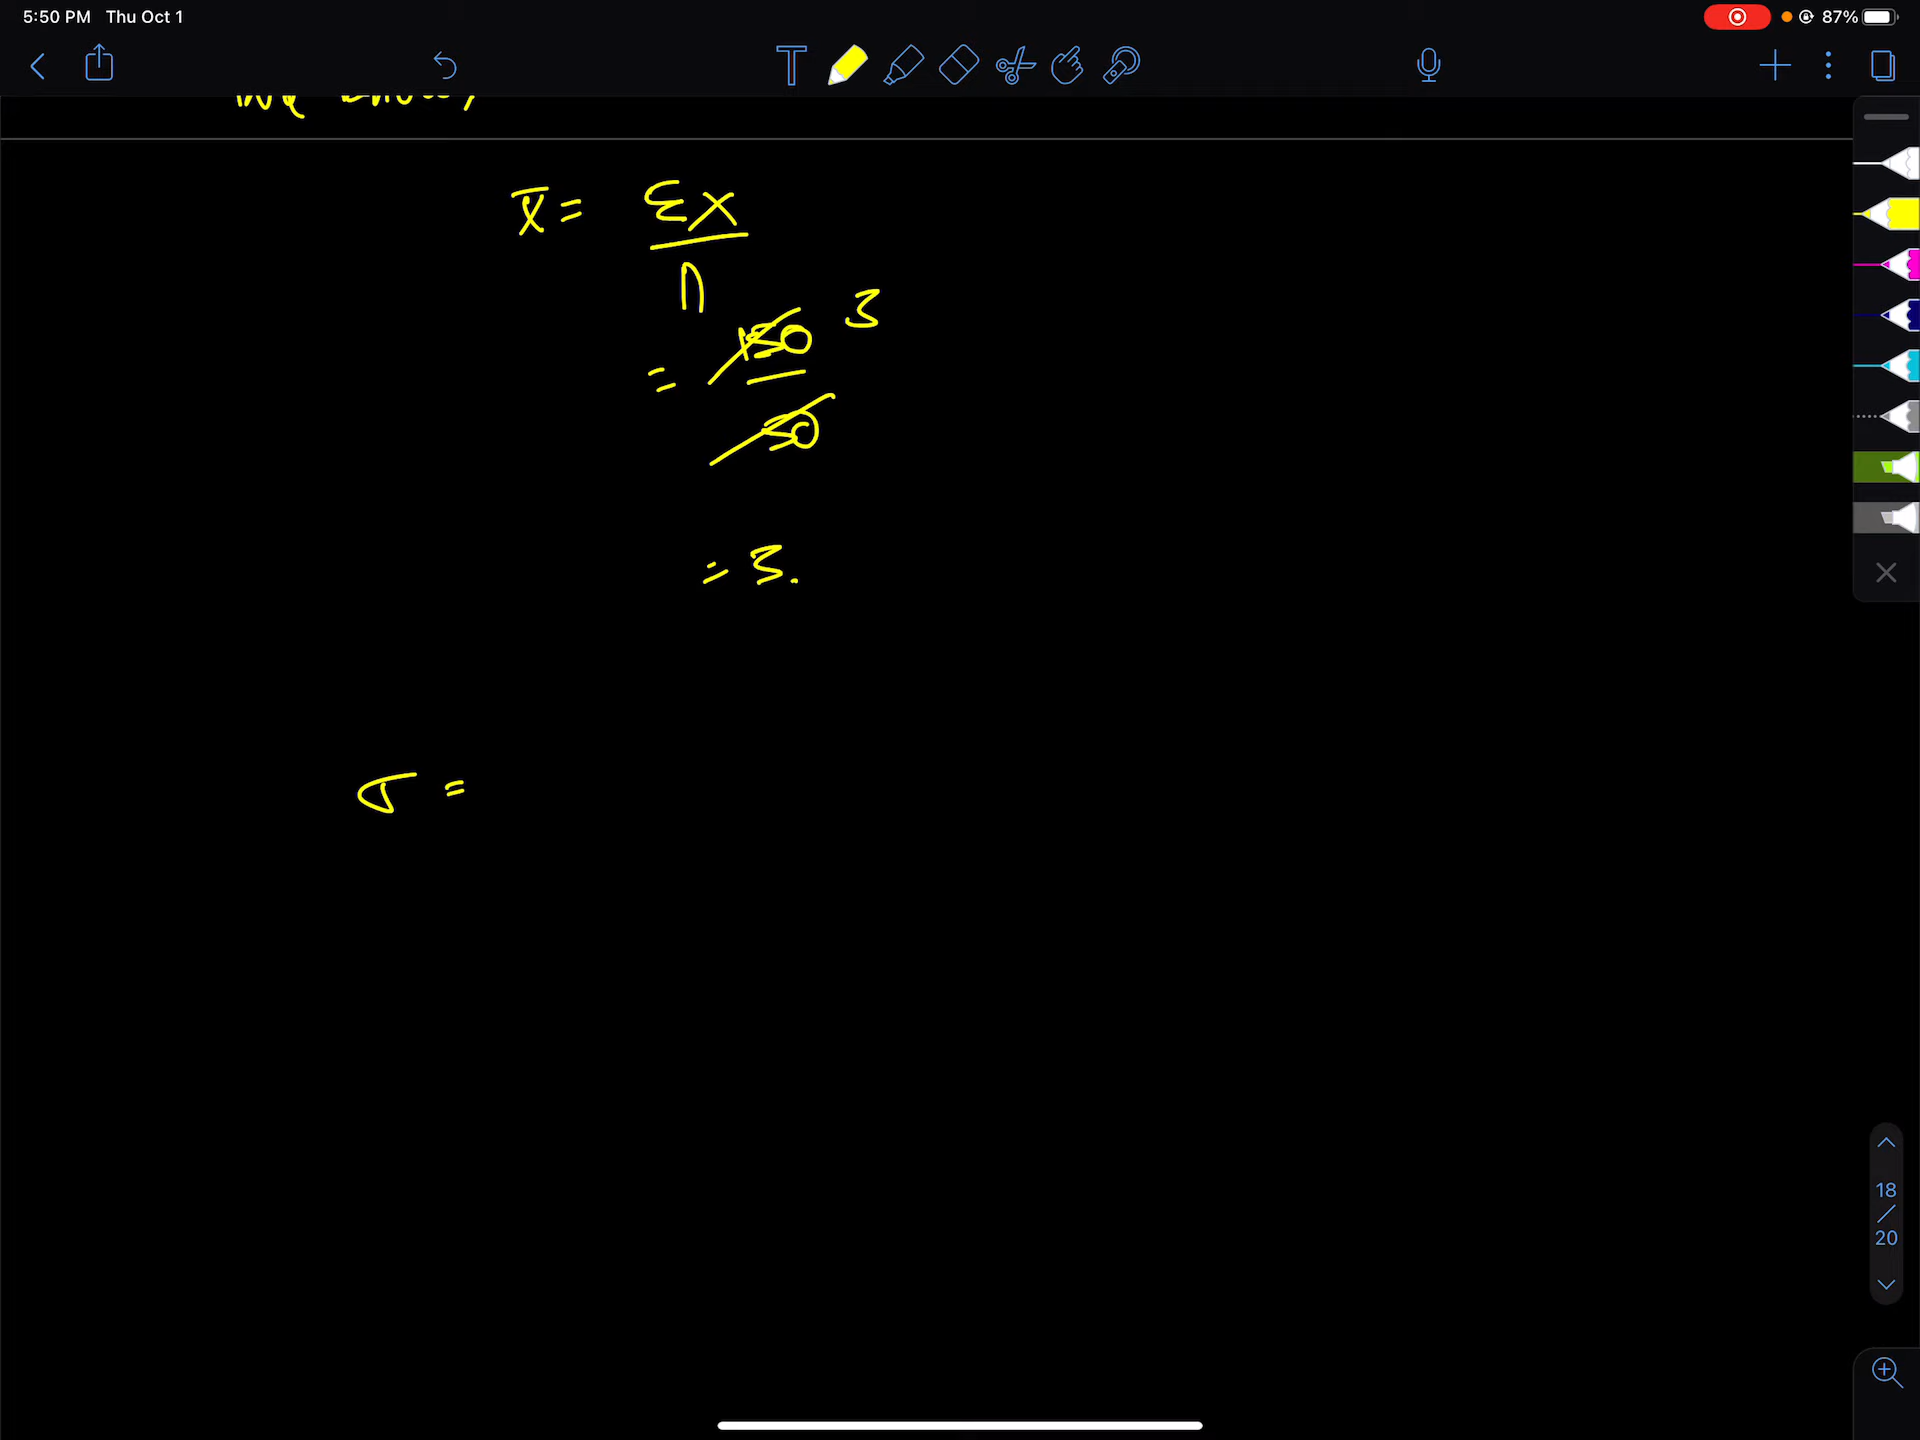 5:50 PM Thu Oct 1
87%
X̄ = Σx
n
= 150 3
50
= 3.
σ =
18
/
20